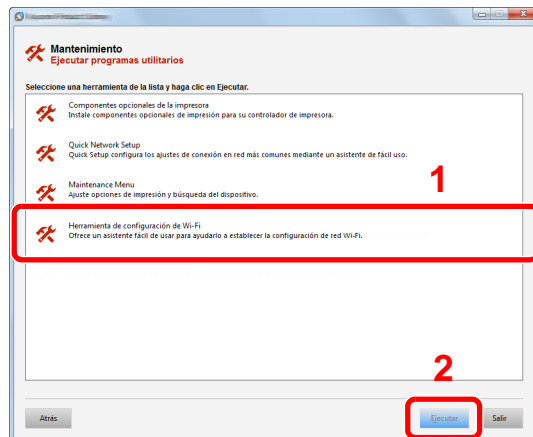 Mantenimiento
Ejecutar programas utilitarios
Seleccione una herramienta de la lista y haga clic en Ejecutar.
Componentes opcionales de la impresora
Instale componentes opcionales de impresión para su controlador de impresora.
Quick Network Setup
Quick Setup configura los ajustes de conexión en red más comunes mediante un asistente de fácil uso.
1
Maintenance Menu
Ajuste opciones de impresión y búsqueda del dispositivo.
Herramienta de configuración de Wi-Fi
Ofrece un asistente fácil de usar para ayudarlo a establecer la configuración de red Wi-Fi.
2
Atrás Ejecutar Salir